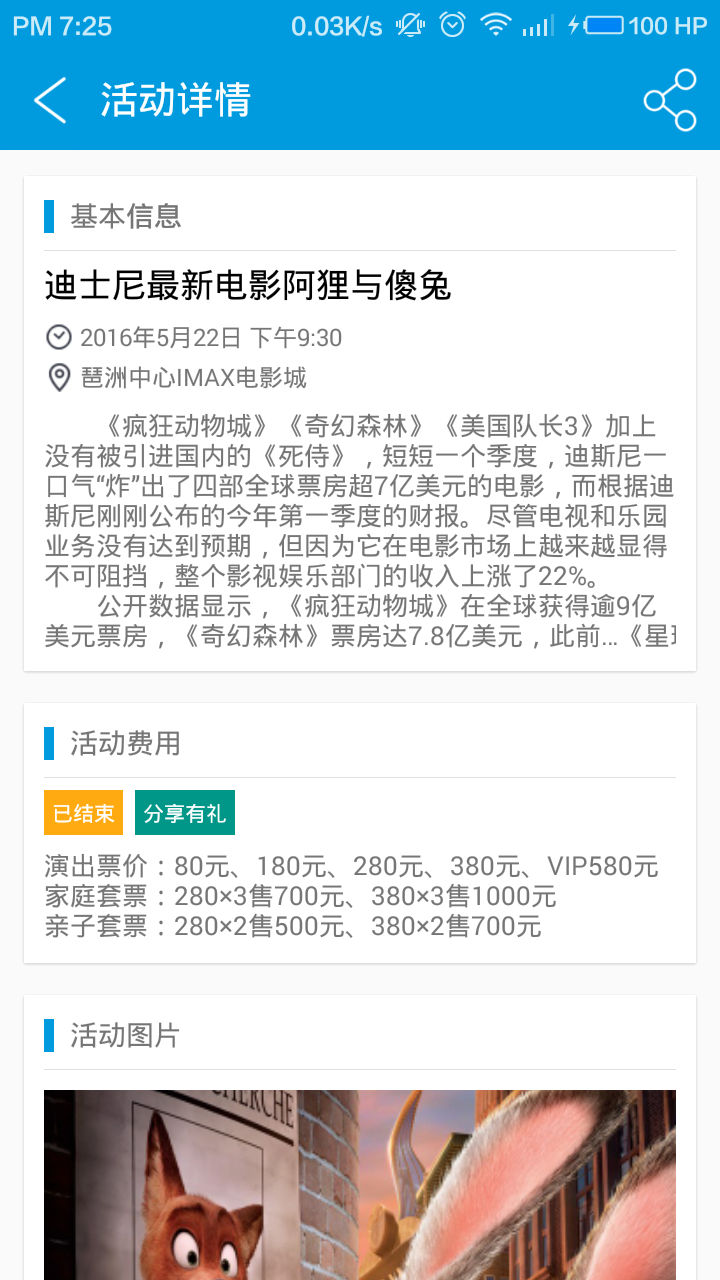 PM 7:25 0.03K/s 100 HP
活动详情
基本信息
迪士尼最新电影阿狸与傻兔
2016年5月22日 下午9:30
琶洲中心IMAX电影城
《疯狂动物城》《奇幻森林》《美国队长3》加上
没有被引进国内的《死侍》，短短一个季度，迪斯尼一
口气“炸”出了四部全球票房超7亿美元的电影，而根据迪
斯尼刚刚公布的今年第一季度的财报。尽管电视和乐园
业务没有达到预期，但因为它在电影市场上越来越显得
不可阻挡，整个影视娱乐部门的收入上涨了22%。
公开数据显示，《疯狂动物城》在全球获得逾9亿
美元票房，《奇幻森林》票房达7.8亿美元，此前...《星
活动费用
已结束 分享有礼
演出票价：80元、180元、280元、380元、VIP580元
家庭套票：280×3售700元、380×3售1000元
亲子套票：280×2售500元、380×2售700元
活动图片